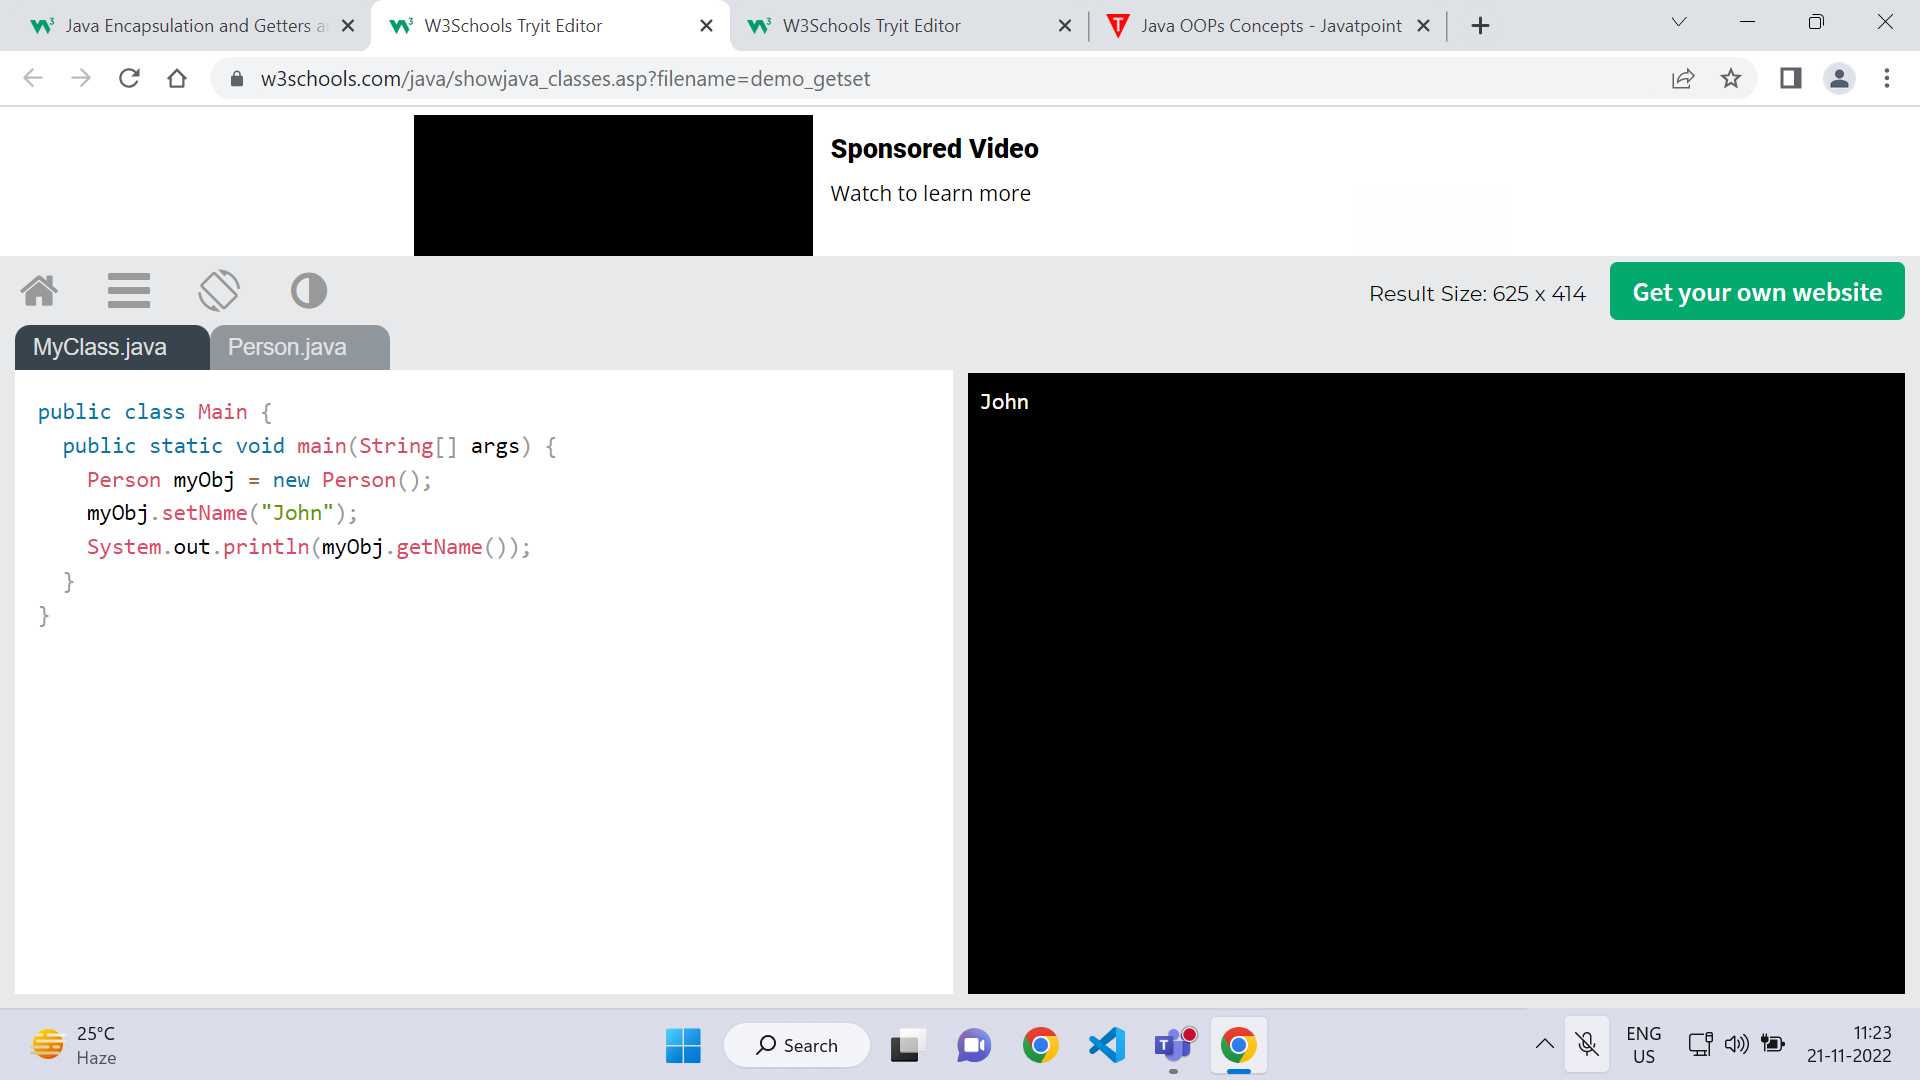 Java Encapsulation and Getters a
W3Schools Tryit Editor
W3Schools Tryit Editor
Java OOPs Concepts - Javatpoint
w3schools.com/java/showjava_classes.asp?filename=demo_getset
Sponsored Video
Watch to learn more
Result Size: 625 x 414
Get your own website
MyClass.java
Person.java
public class Main {
  public static void main(String[] args) {
    Person myObj = new Person();
    myObj.setName("John");
    System.out.println(myObj.getName());
  }
}
John
25°C
Haze
Search
ENG
US
11:23
21-11-2022